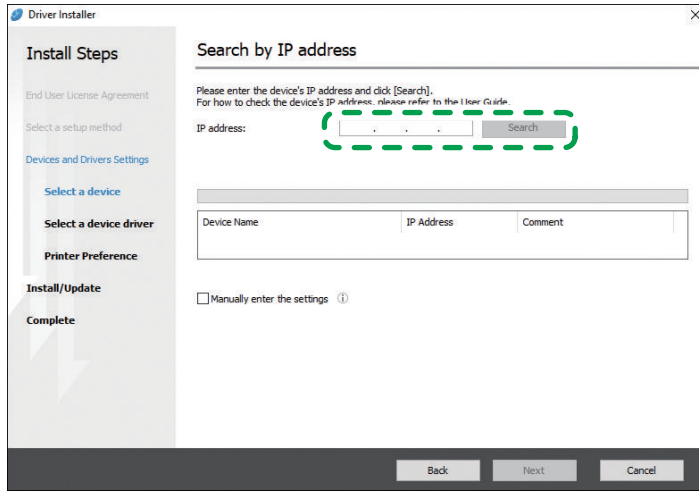 Driver Installer
Install Steps
End User License Agreement
Select a setup method
Devices and Drivers Settings
Select a device
Select a device driver
Printer Preference
Install/Update
Complete
Search by IP address
Please enter the device's IP address and click [Search].
For how to check the device's IP address, please refer to the User Guide.
IP address: . . . Search
Device Name IP Address Comment
Manually enter the settings
Back Next Cancel